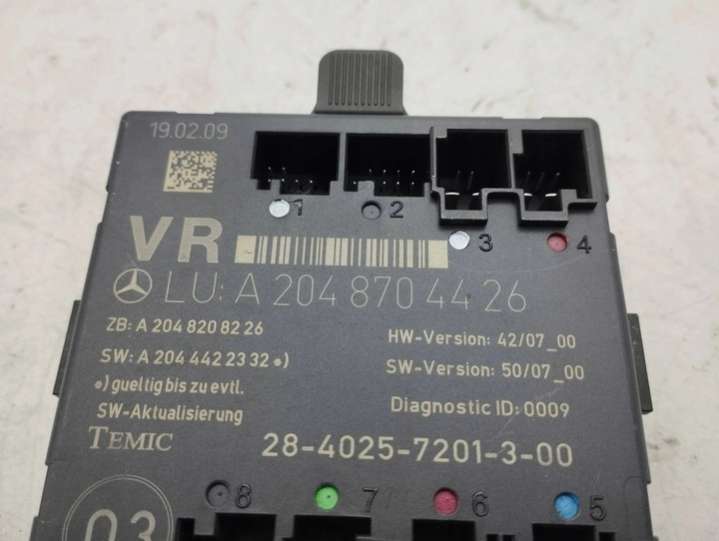 19.02.09
1 2 3 4
VR
LU: A 204 870 44 26
ZB: A 204 820 82 26
HW-Version: 42/07_00
SW: A 204 442 23 32 •)
SW-Version: 50/07_00
•) gueltig bis zu evtl.
SW-Aktualisierung
Diagnostic ID: 0009
TEMIC
28-4025-7201-3-00
8 7 6 5
03